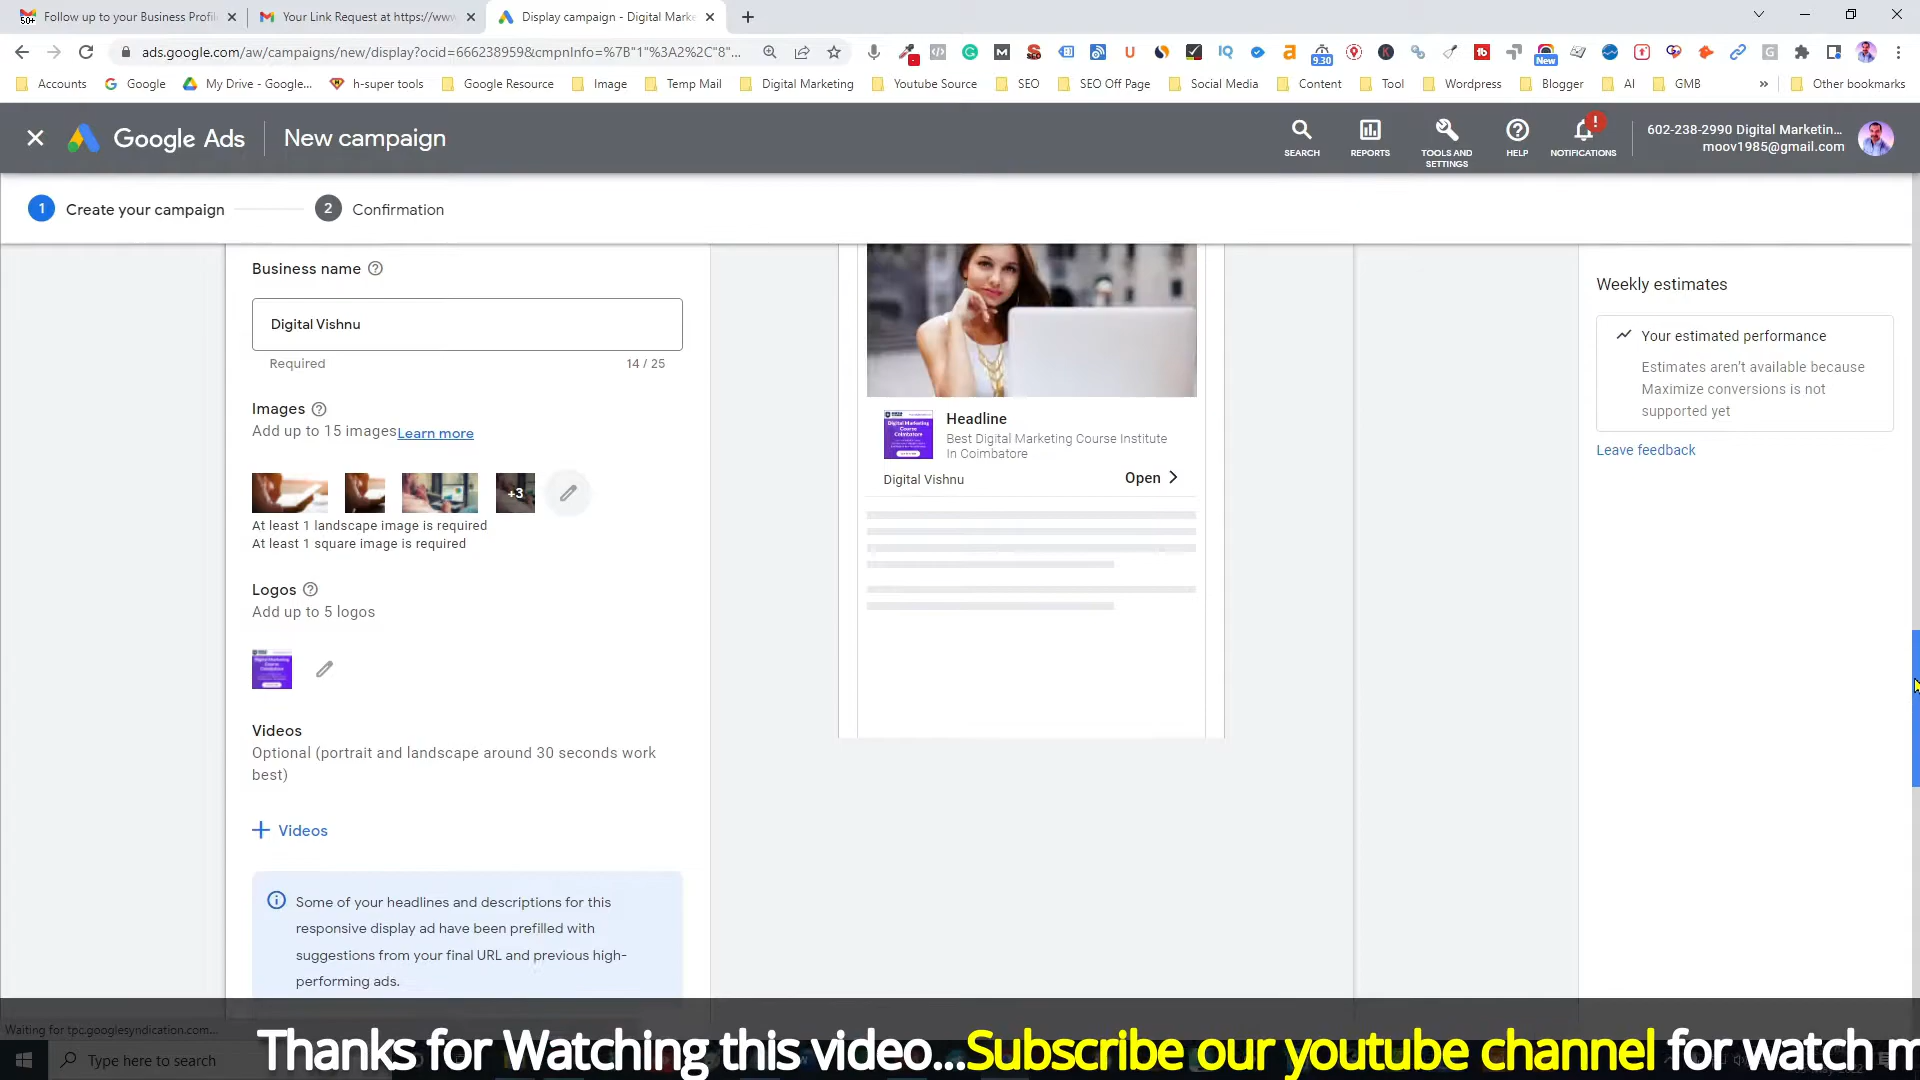 50+
Follow up to your Business Profil
Your Link Request at https://www
Display campaign - Digital Marke
ads.google.com/aw/campaigns/new/display?ocid=666238959&cmpnInfo=%7B"1"%3A2%2C"8"...
9.30
New
Accounts
Google
My Drive - Google...
h-super tools
Google Resource
Image
Temp Mail
Digital Marketing
Youtube Source
SEO
SEO Off Page
Social Media
Content
Tool
Wordpress
Blogger
AI
GMB
»
Other bookmarks
Google Ads
New campaign
SEARCH
REPORTS
TOOLS AND SETTINGS
HELP
NOTIFICATIONS
602-238-2990 Digital Marketin...
moov1985@gmail.com
1 Create your campaign
2 Confirmation
Business name
Digital Vishnu
Required
14 / 25
Images
Add up to 15 images Learn more
+3
At least 1 landscape image is required
At least 1 square image is required
Logos
Add up to 5 logos
Videos
Optional (portrait and landscape around 30 seconds work
best)
+ Videos
Some of your headlines and descriptions for this
responsive display ad have been prefilled with
suggestions from your final URL and previous high-
performing ads.
Digital Marketing
Course
Coimbatore
Headline
Best Digital Marketing Course Institute
In Coimbatore
Digital Vishnu
Open
Weekly estimates
Your estimated performance
Estimates aren't available because
Maximize conversions is not
supported yet
Leave feedback
Waiting for tpc.googlesyndication.com...
Type here to search
Thanks for Watching this video...Subscribe our youtube channel for watch m